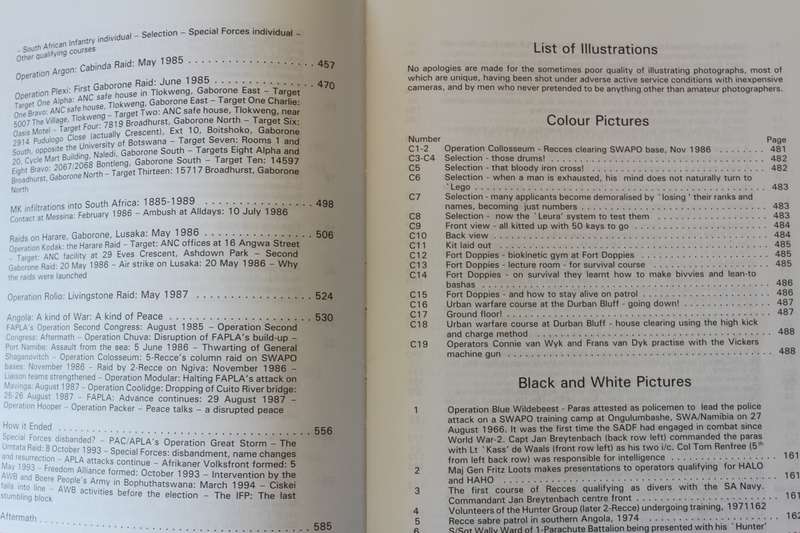 - South African Infantry individual – Selection – Special Forces individual –
Other qualifying courses
Operation Argon: Cabinda Raid: May 1985 . . . . . . . . . . . . . . . . 457
Operation Plexi: First Gaborone Raid: June 1985 . . . . . . . . . . . . . 470
Target One Alpha: ANC safe house in Tlokweng, Gaborone East – Target
One Bravo: ANC safe house, Tlokweng, Gaborone East – Target One Charlie:
5007 The Village, Tlokweng – Target Two: ANC safe house, Tlokweng, near
Oasis Motel - Target Four: 7819 Broadhurst, Gaborone North – Target Six:
2914 Pudulogo Close (actually Crescent), Ext 10, Boitshoko, Gaborone
South, opposite the University of Botswana – Target Seven: Rooms 1 and
20, Cycle Mart Building, Naledi, Gaborone South – Targets Eight Alpha and
Eight Bravo: 2067/2068 Bontleng, Gaborone South – Target Ten: 14597
Broadhurst, Gaborone North - Target Thirteen: 15717 Broadhurst, Gaborone
North
MK infiltrations into South Africa: 1885-1989 . . . . . . . . . . . . . . 498
Contact at Messina: February 1986 – Ambush at Alldays: 10 July 1986
Raids on Harare, Gaborone, Lusaka: May 1986 . . . . . . . . . . . . . . 506
Operation Kodak: the Harare Raid – Target: ANC offices at 16 Angwa Street
- Target: ANC facility at 29 Eves Crescent, Ashdown Park – Second
Gaborone Raid: 20 May 1986 – Air strike on Lusaka: 20 May 1986 – Why
the raids were launched
Operation Rolio: Livingstone Raid: May 1987 . . . . . . . . . . . . . . . 524
Angola: A kind of War: A kind of Peace . . . . . . . . . . . . . . . . . . 530
FAPLA's Operation Second Congress: August 1985 – Operation Second
Congress: Aftermath – Operation Chuva: Disruption of FAPLA's build-up –
Port Namibe: Assault from the sea: 5 June 1986 – Thwarting of General
Shaganovitch - Operation Colosseum: 5-Recce's column raid on SWAPO
bases: November 1986 - Raid by 2-Recce on Ngiva: November 1986 –
Liaison teams strengthened – Operation Modular: Halting FAPLA's attack on
Mavinga: August 1987 – Operation Coolidge: Dropping of Cuito River bridge:
25-26 August 1987 - FAPLA: Advance continues: 29 August 1987 –
Operation Hooper – Operation Packer – Peace talks – a disrupted peace
How it Ended . . . . . . . . . . . . . . . . . . . . . . . . . . . . . . 556
Special Forces disbanded? - PAC/APLA's Operation Great Storm – The
Umtata Raid: 8 October 1993 - Special Forces: disbandment, name changes
and resurrection - APLA attacks continue – Afrikaner Volksfront formed: 5
May 1993 - Freedom Alliance formed: October 1993 – Intervention by the
AWB and Boere People's Army in Bophuthatswana: March 1994 – Ciskei
falls into line – AWB activities before the election – The IFP: The last
stumbling block
Aftermath . . . . . . . . . . . . . . . . . . . . . . . . . . . . . . . 585
List of Illustrations
No apologies are made for the sometimes poor quality of illustrating photographs, most of
which are unique, having been shot under adverse active service conditions with inexpensive
cameras, and by men who never pretended to be anything other than amateur photographers.
Colour Pictures
Number Page
C1-2 Operation Collosseum - Recces clearing SWAPO base, Nov 1986 . . . . . . . . 481
C3-C4 Selection - those drums! . . . . . . . . . . . . . . . . . . . . . . . . 482
C5 Selection - that bloody iron cross! . . . . . . . . . . . . . . . . . . . 482
C6 Selection - when a man is exhausted, his mind does not naturally turn to
`Lego . . . . . . . . . . . . . . . . . . . . . . . . . . . . . . 483
C7 Selection - many applicants become demoralised by `losing ' their ranks and
names, becoming just numbers . . . . . . . . . . . . . . . . . . . . 483
C8 Selection - now the `Leura' system to test them . . . . . . . . . . . . 483
C9 Front view - all kitted up with 50 kays to go . . . . . . . . . . . . . 484
C10 Back view . . . . . . . . . . . . . . . . . . . . . . . . . . . . . . 484
C11 Kit laid out . . . . . . . . . . . . . . . . . . . . . . . . . . . . 485
C12 Fort Doppies - biokinetic gym at Fort Doppies . . . . . . . . . . . . 485
C13 Fort Doppies - lecture room - for survival course . . . . . . . . . . 485
C14 Fort Doppies - on survival they learnt how to make bivvies and lean-to
bashas . . . . . . . . . . . . . . . . . . . . . . . . . . . . . 486
C15 Fort Doppies - and how to stay alive on patrol . . . . . . . . . . . . 486
C16 Urban warfare course at the Durban Bluff - going down! . . . . . . . . 487
C17 Ground floor! . . . . . . . . . . . . . . . . . . . . . . . . . . . . 487
C18 Urban warfare course at Durban Bluff - house clearing using the high kick
and charge method . . . . . . . . . . . . . . . . . . . . . . . . 488
C19 Operators Connie van Wyk and Frans van Dyk practise with the Vickers
machine gun . . . . . . . . . . . . . . . . . . . . . . . . . . . 488
Black and White Pictures
1 Operation Blue Wildebeest - Paras attested as policemen to lead the police
attack on a SWAPO training camp at Ongulumbashe, SWA/Namibia on 27
August 1966. It was the first time the SADF had engaged in combat since
World War-2. Capt Jan Breytenbach (back row left) commanded the paras
with Lt `Kass' de Waals (front row left) as his two i/c. Col Tom Renfree (5th
from left back row) was responsible for intelligence . . . . . . . . . . 161
2 Maj Gen Fritz Loots makes presentations to operators qualifying for HALO
and HAHO . . . . . . . . . . . . . . . . . . . . . . . . . . . . 161
3 The first course of Recces qualifying as divers with the SA Navy.
Commandant Jan Breytenbach centre front . . . . . . . . . . . . . . 161
4 Volunteers of the Hunter Group (later 2-Recce) undergoing training, 1971162
5 Recce sabre patrol in southern Angola, 1974 . . . . . . . . . . . . . 162
6 S/Sgt Wally Ward of 1-Parachute Battalion being presented with his `Hunter'